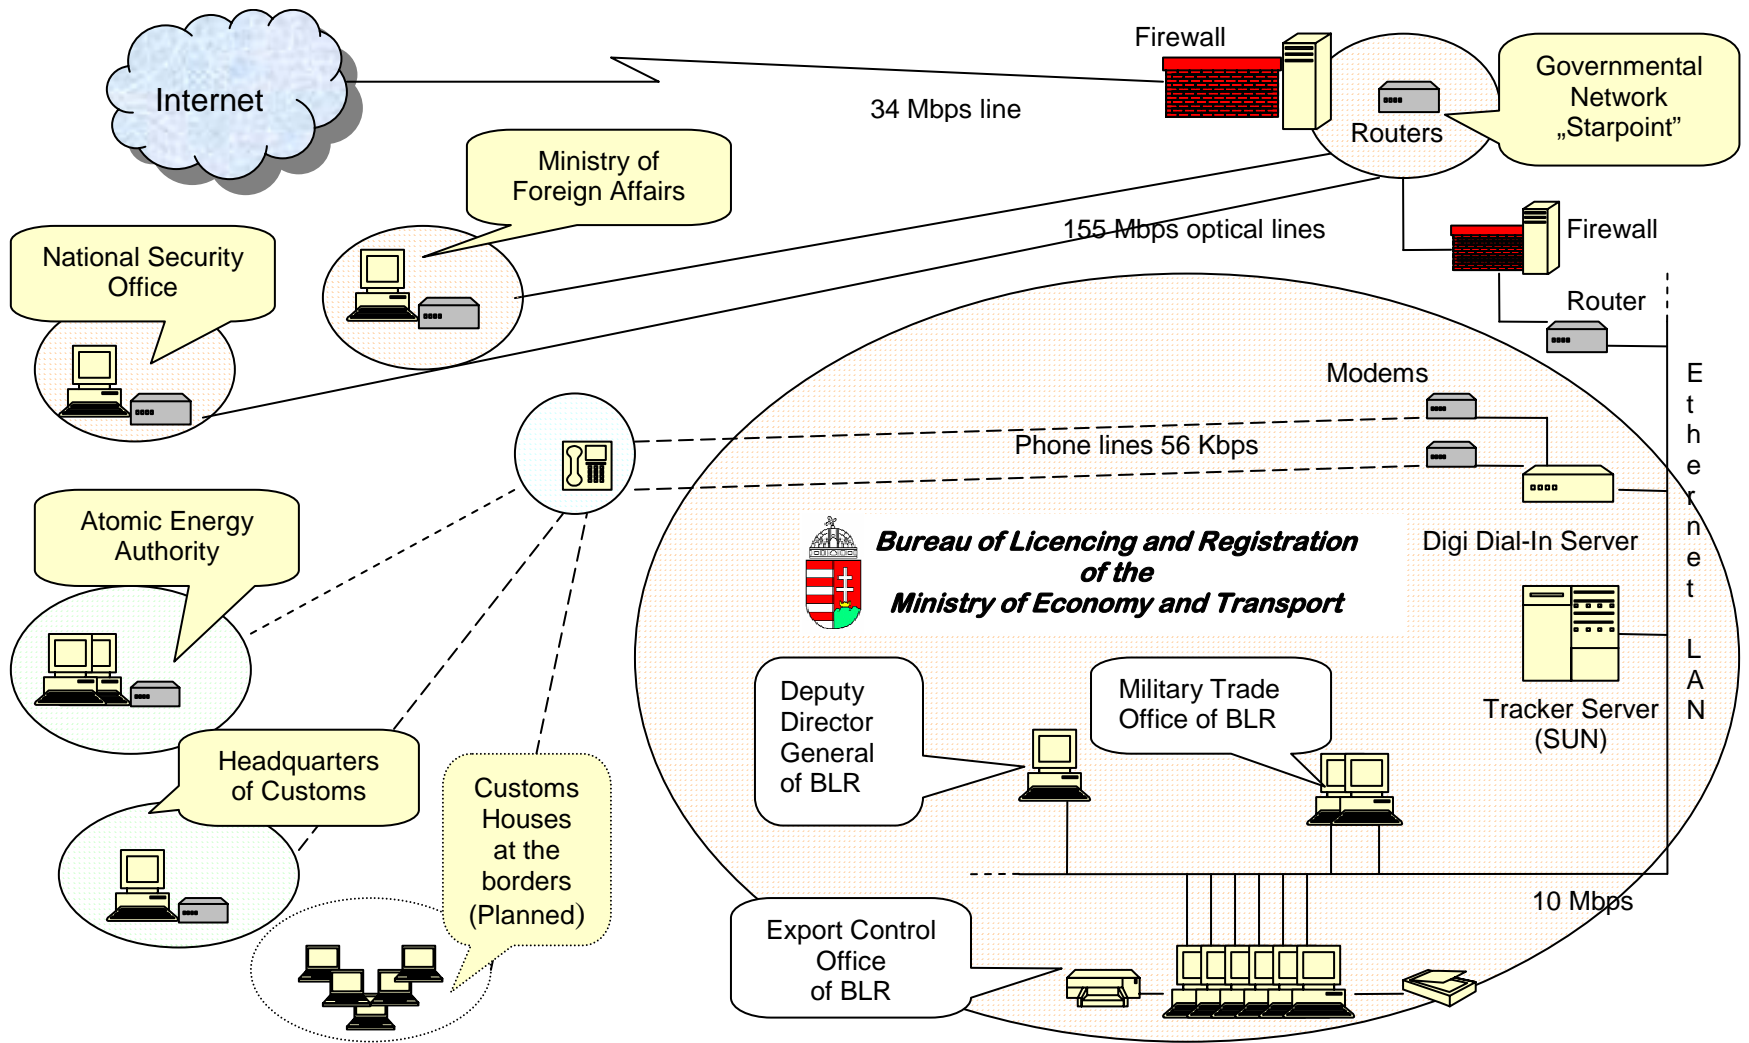 Internet
Firewall
34 Mbps line
Routers
Governmental
Network
„Starpoint”
Ministry of
Foreign Affairs
155 Mbps optical lines
Firewall
National Security
Office
Router
Modems
Phone lines 56 Kbps
Ethernet LAN
Atomic Energy
Authority
Bureau of Licencing and Registration
of the
Ministry of Economy and Transport
Digi Dial-In Server
Tracker Server
(SUN)
Deputy
Director
General
of BLR
Military Trade
Office of BLR
Headquarters
of Customs
Customs
Houses
at the
borders
(Planned)
10 Mbps
Export Control
Office
of BLR